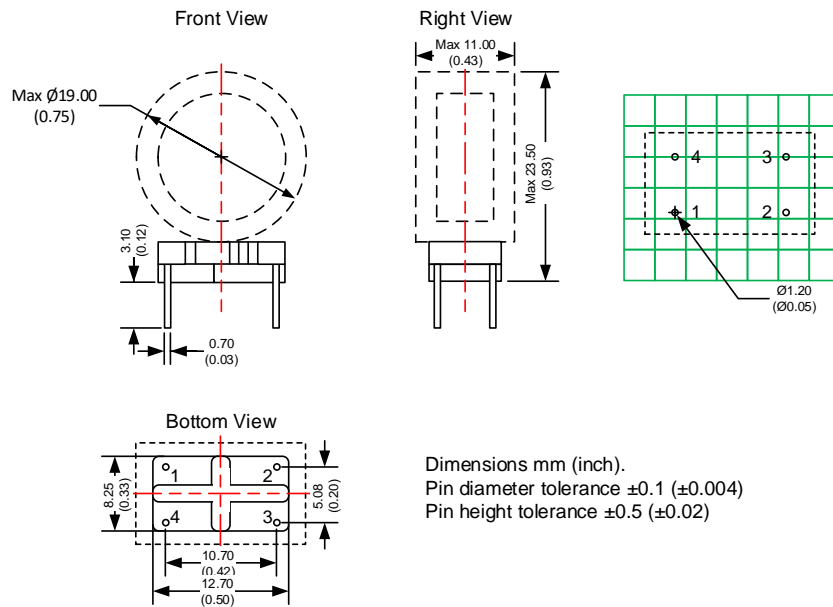 Front View
Right View
Max Ø19.00
(0.75)
Max 11.00
(0.43)
Max 23.50
(0.93)
3.10
(0.12)
0.70
(0.03)
4
3
1
2
Ø1.20
(Ø0.05)
Bottom View
1
2
4
3
8.25
(0.33)
5.08
(0.20)
10.70
(0.42)
12.70
(0.50)
Dimensions mm (inch).
Pin diameter tolerance ±0.1 (±0.004)
Pin height tolerance ±0.5 (±0.02)